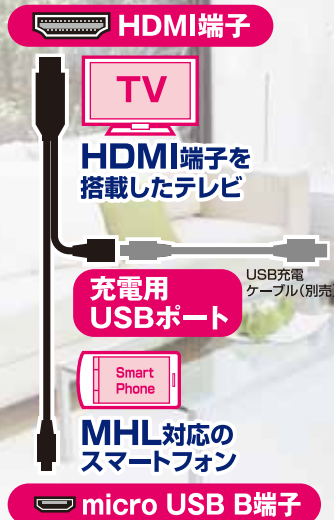 HDMI端子
TV
HDMI端子を
搭載したテレビ
USB充電
ケーブル(別売)
充電用
USBポート
Smart
Phone
MHL対応の
スマートフォン
micro USB B端子